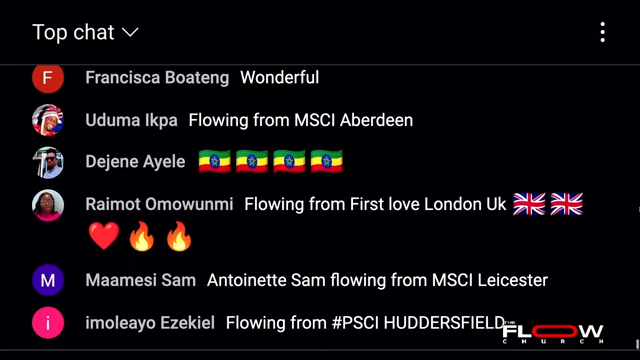 Top chat
F Francisca Boateng Wonderful
Uduma Ikpa Flowing from MSCI Aberdeen
Dejene Ayele 🇪🇹🇪🇹🇪🇹🇪🇹
Raimot Omowunmi Flowing from First love London Uk 🇬🇧🇬🇧
❤️🔥🔥
M Maamesi Sam Antoinette Sam flowing from MSCI Leicester
i imoleayo Ezekiel Flowing from #PSCI HUDDERSFIELD
THE
FLOW
CHURCH